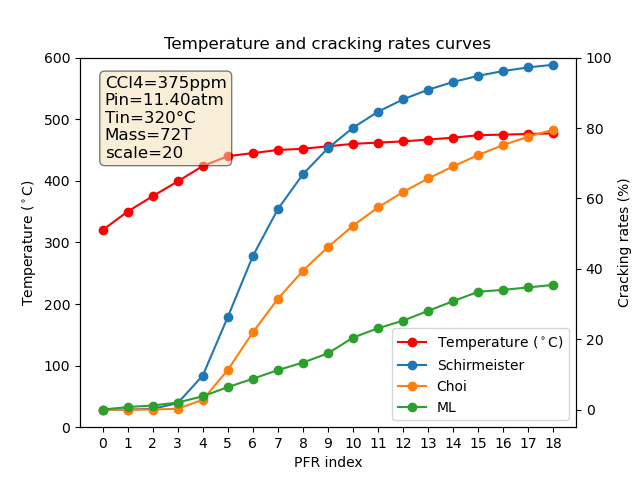 Temperature and cracking rates curves
CCl4=375ppm
Pin=11.40atm
Tin=320°C
Mass=72T
scale=20
Temperature (°C)
600
500
400
300
200
100
0
100
80
60
40
20
0
Cracking rates (%)
Temperature (°C)
Schirmeister
Choi
ML
0 1 2 3 4 5 6 7 8 9 10 11 12 13 14 15 16 17 18
PFR index